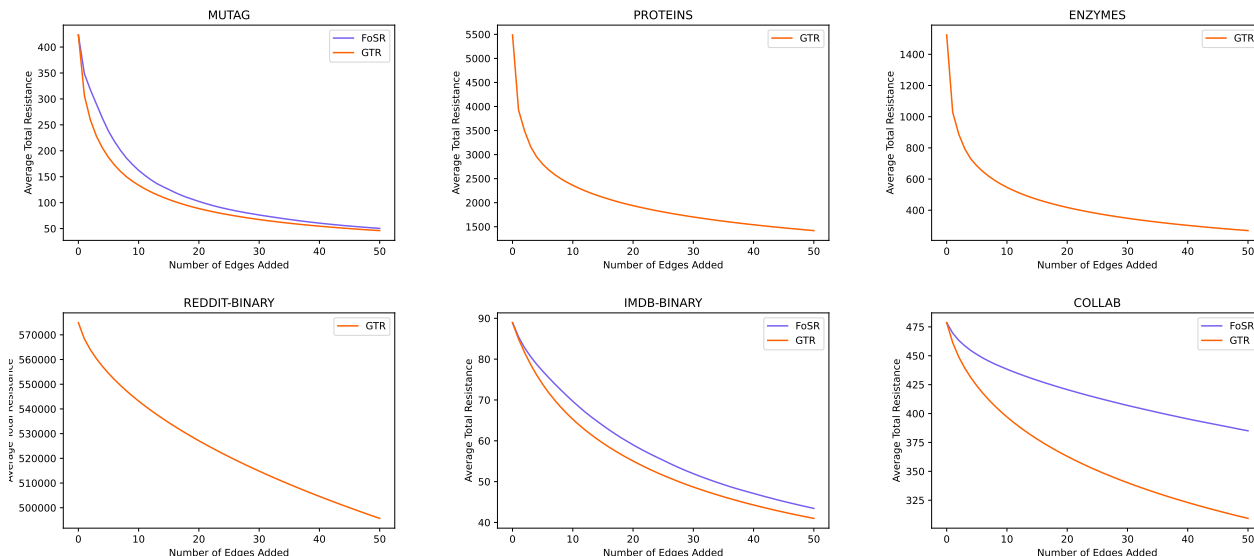 MUTAG
Average Total Resistance
400
350
300
250
200
150
100
50
0 10 20 30 40 50
Number of Edges Added
FoSR
GTR
PROTEINS
Average Total Resistance
5500
5000
4500
4000
3500
3000
2500
2000
1500
0 10 20 30 40 50
Number of Edges Added
GTR
ENZYMES
Average Total Resistance
1400
1200
1000
800
600
400
0 10 20 30 40 50
Number of Edges Added
GTR
REDDIT-BINARY
Average Total Resistance
570000
560000
550000
540000
530000
520000
510000
500000
0 10 20 30 40 50
Number of Edges Added
GTR
IMDB-BINARY
Average Total Resistance
90
80
70
60
50
40
0 10 20 30 40 50
Number of Edges Added
FoSR
GTR
COLLAB
Average Total Resistance
475
450
425
400
375
350
325
0 10 20 30 40 50
Number of Edges Added
FoSR
GTR